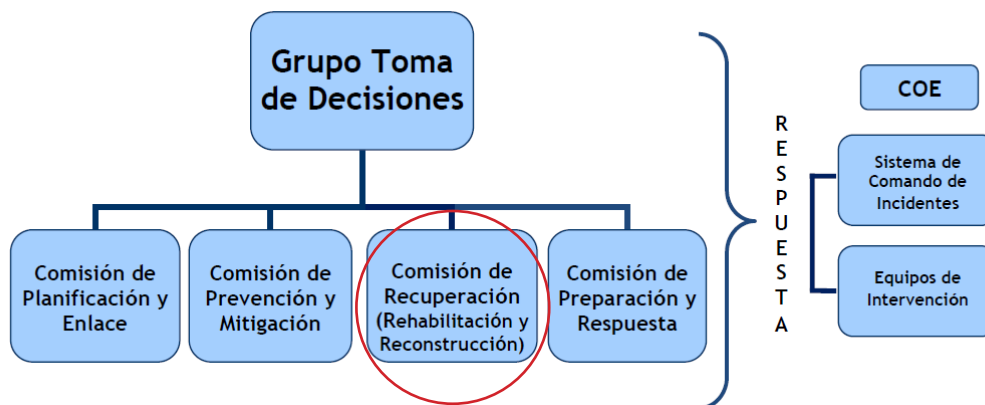 Grupo Toma
de Decisiones
Comisión de
Planificación y
Enlace
Comisión de
Prevención y
Mitigación
Comisión de
Recuperación
(Rehabilitación y
Reconstrucción)
Comisión de
Preparación y
Respuesta
R
E
S
P
U
E
S
T
A
COE
Sistema de
Comando de
Incidentes
Equipos de
Intervención